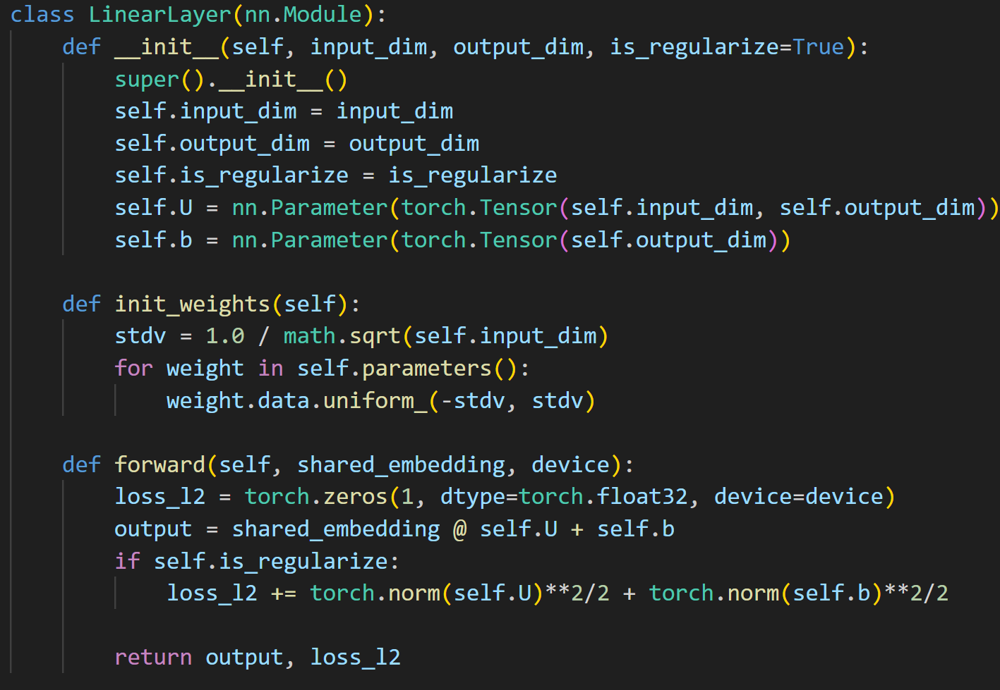 class LinearLayer(nn.Module):
    def __init__(self, input_dim, output_dim, is_regularize=True):
        super().__init__()
        self.input_dim = input_dim
        self.output_dim = output_dim
        self.is_regularize = is_regularize
        self.U = nn.Parameter(torch.Tensor(self.input_dim, self.output_dim))
        self.b = nn.Parameter(torch.Tensor(self.output_dim))

    def init_weights(self):
        stdv = 1.0 / math.sqrt(self.input_dim)
        for weight in self.parameters():
            weight.data.uniform_(-stdv, stdv)

    def forward(self, shared_embedding, device):
        loss_l2 = torch.zeros(1, dtype=torch.float32, device=device)
        output = shared_embedding @ self.U + self.b
        if self.is_regularize:
            loss_l2 += torch.norm(self.U)**2/2 + torch.norm(self.b)**2/2

        return output, loss_l2